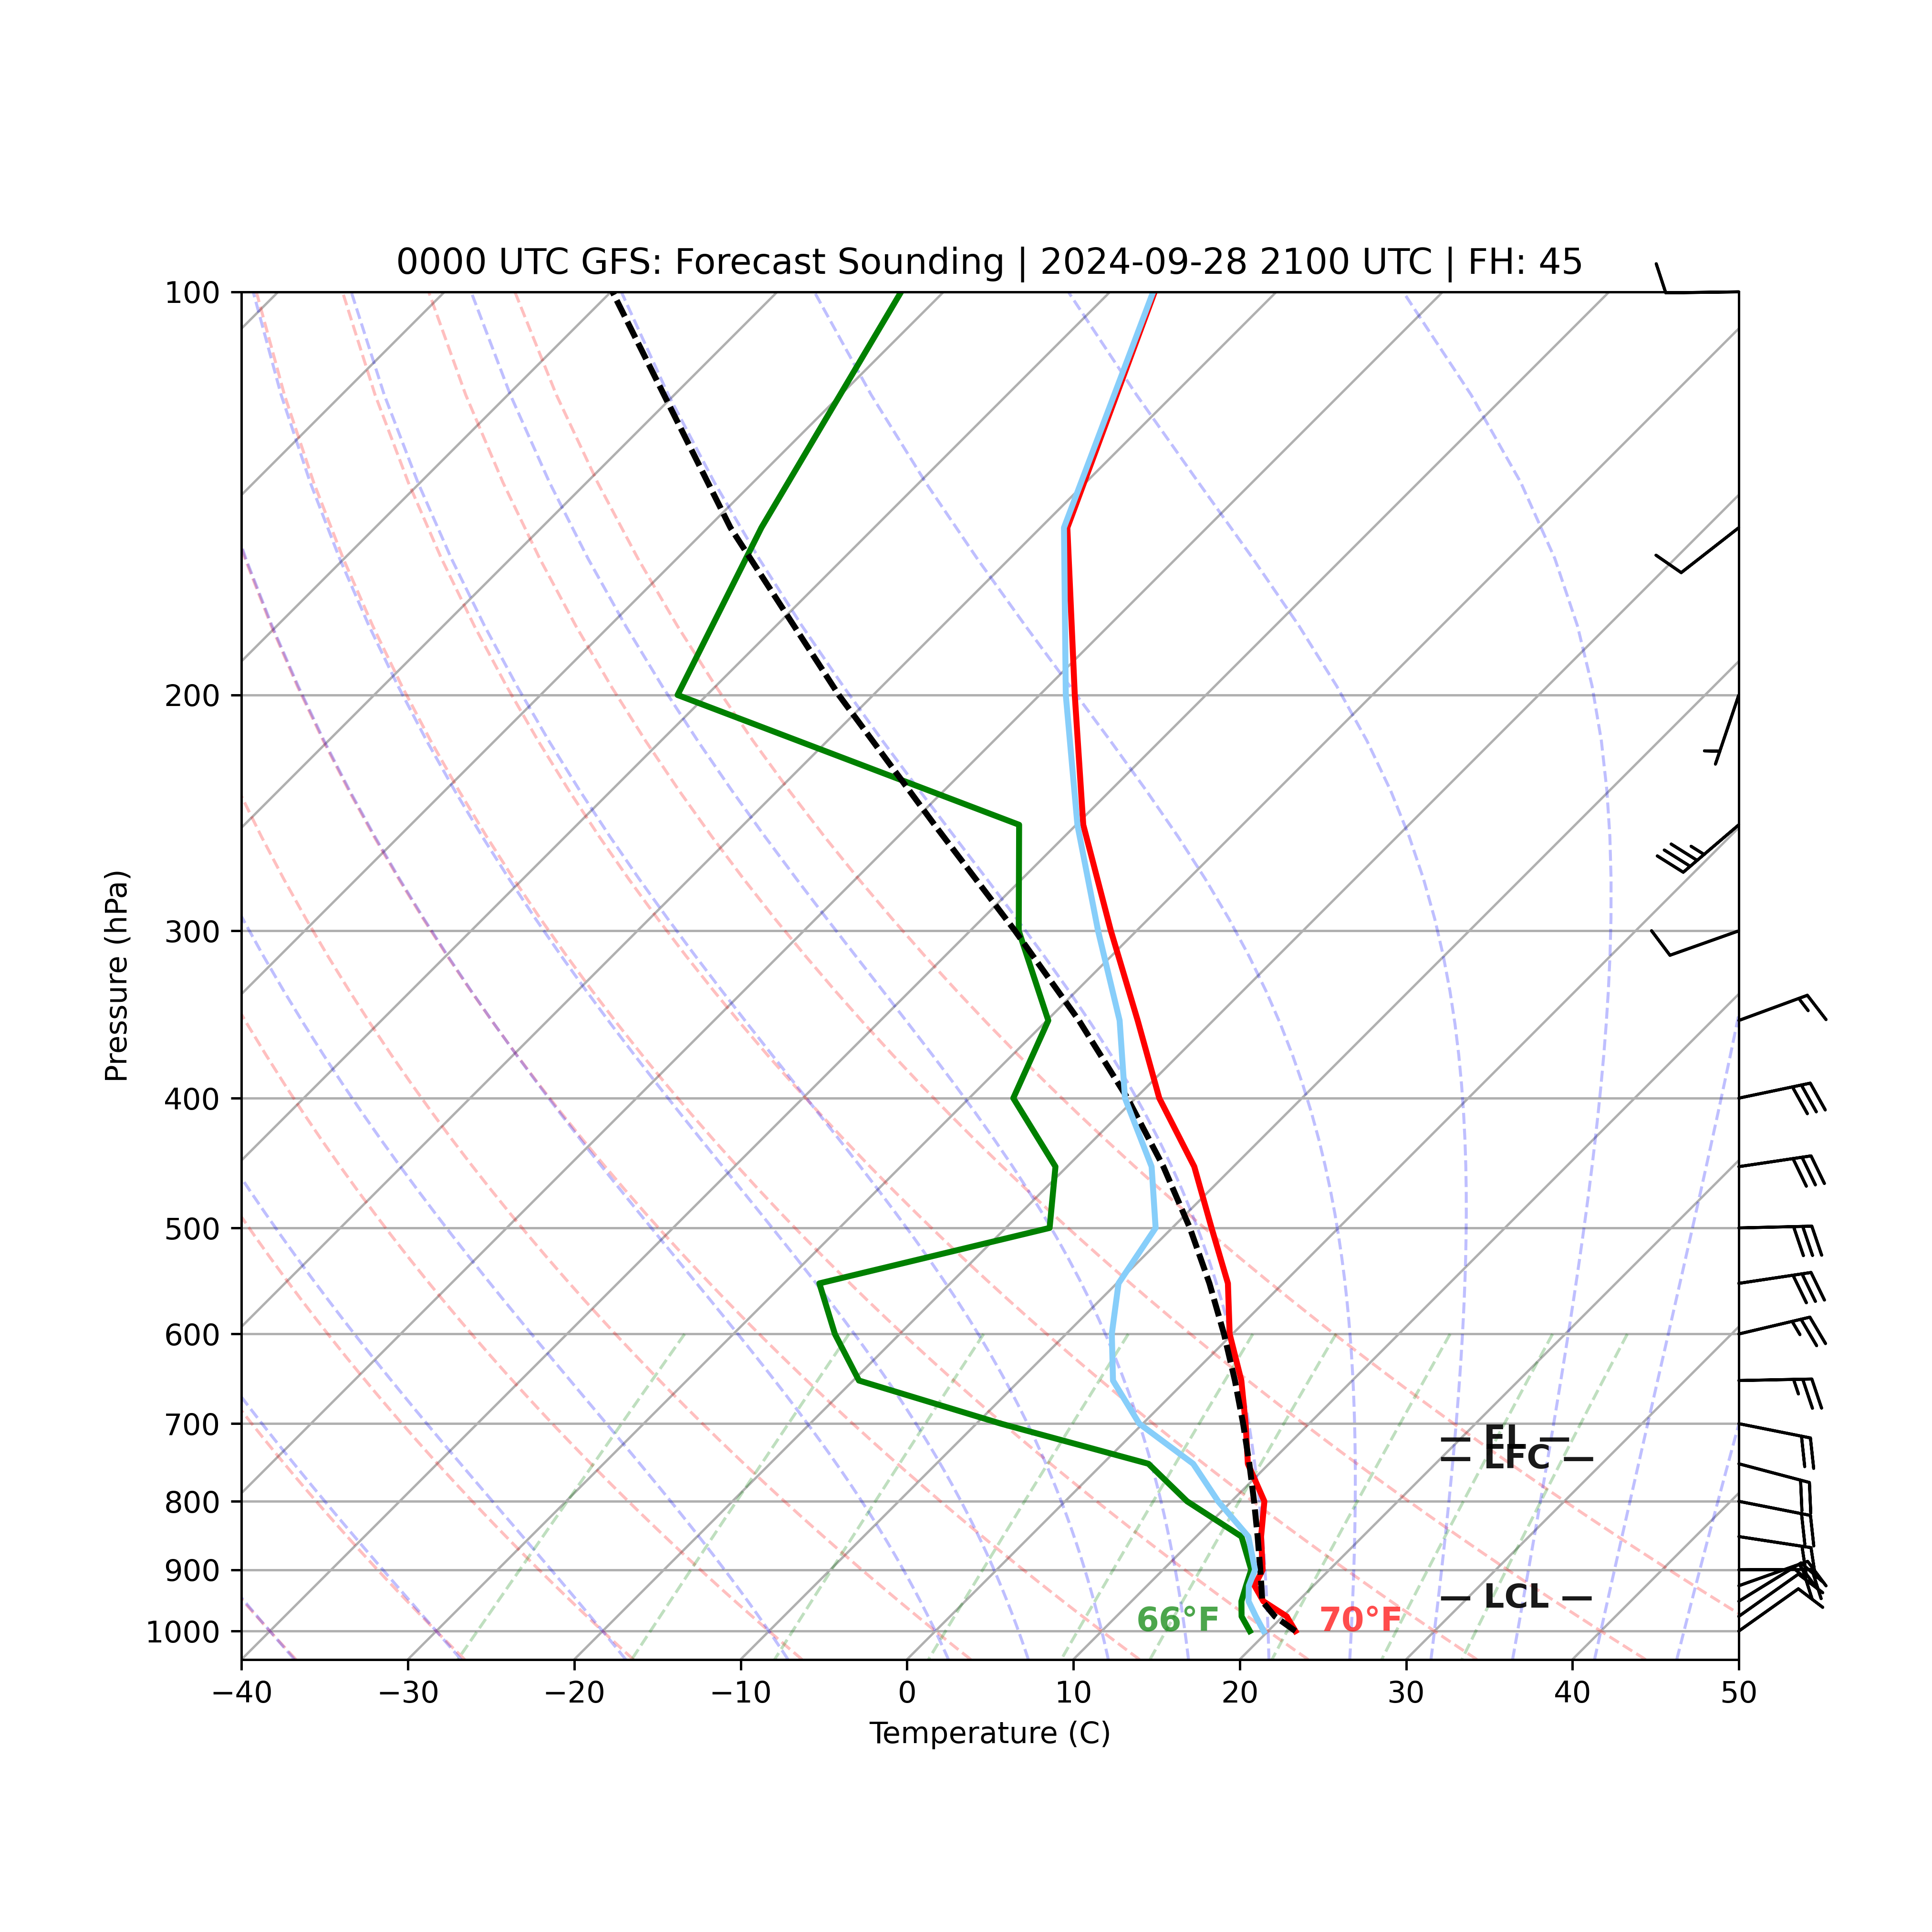 0000 UTC GFS: Forecast Sounding | 2024-09-28 2100 UTC | FH: 45
100
200
300
400
500
600
700
800
900
1000
Pressure (hPa)
— EL —
— LFC —
— LCL —
66°F
70°F
−40
−30
−20
−10
0
10
20
30
40
50
Temperature (C)